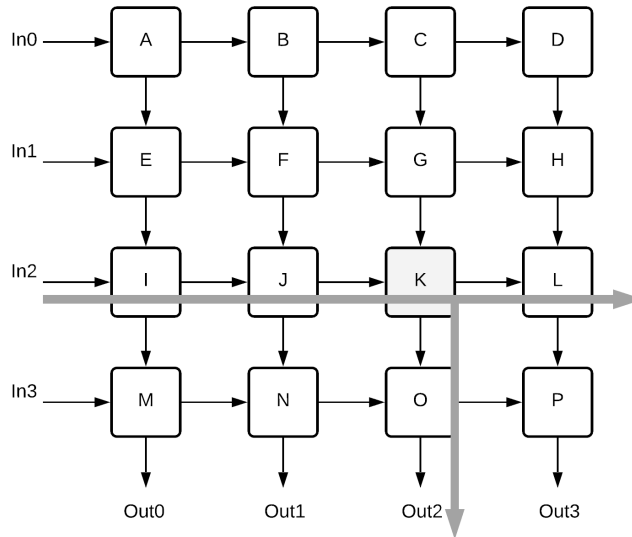 In0 A B C D
In1 E F G H
In2 I J K L
In3 M N O P
Out0 Out1 Out2 Out3